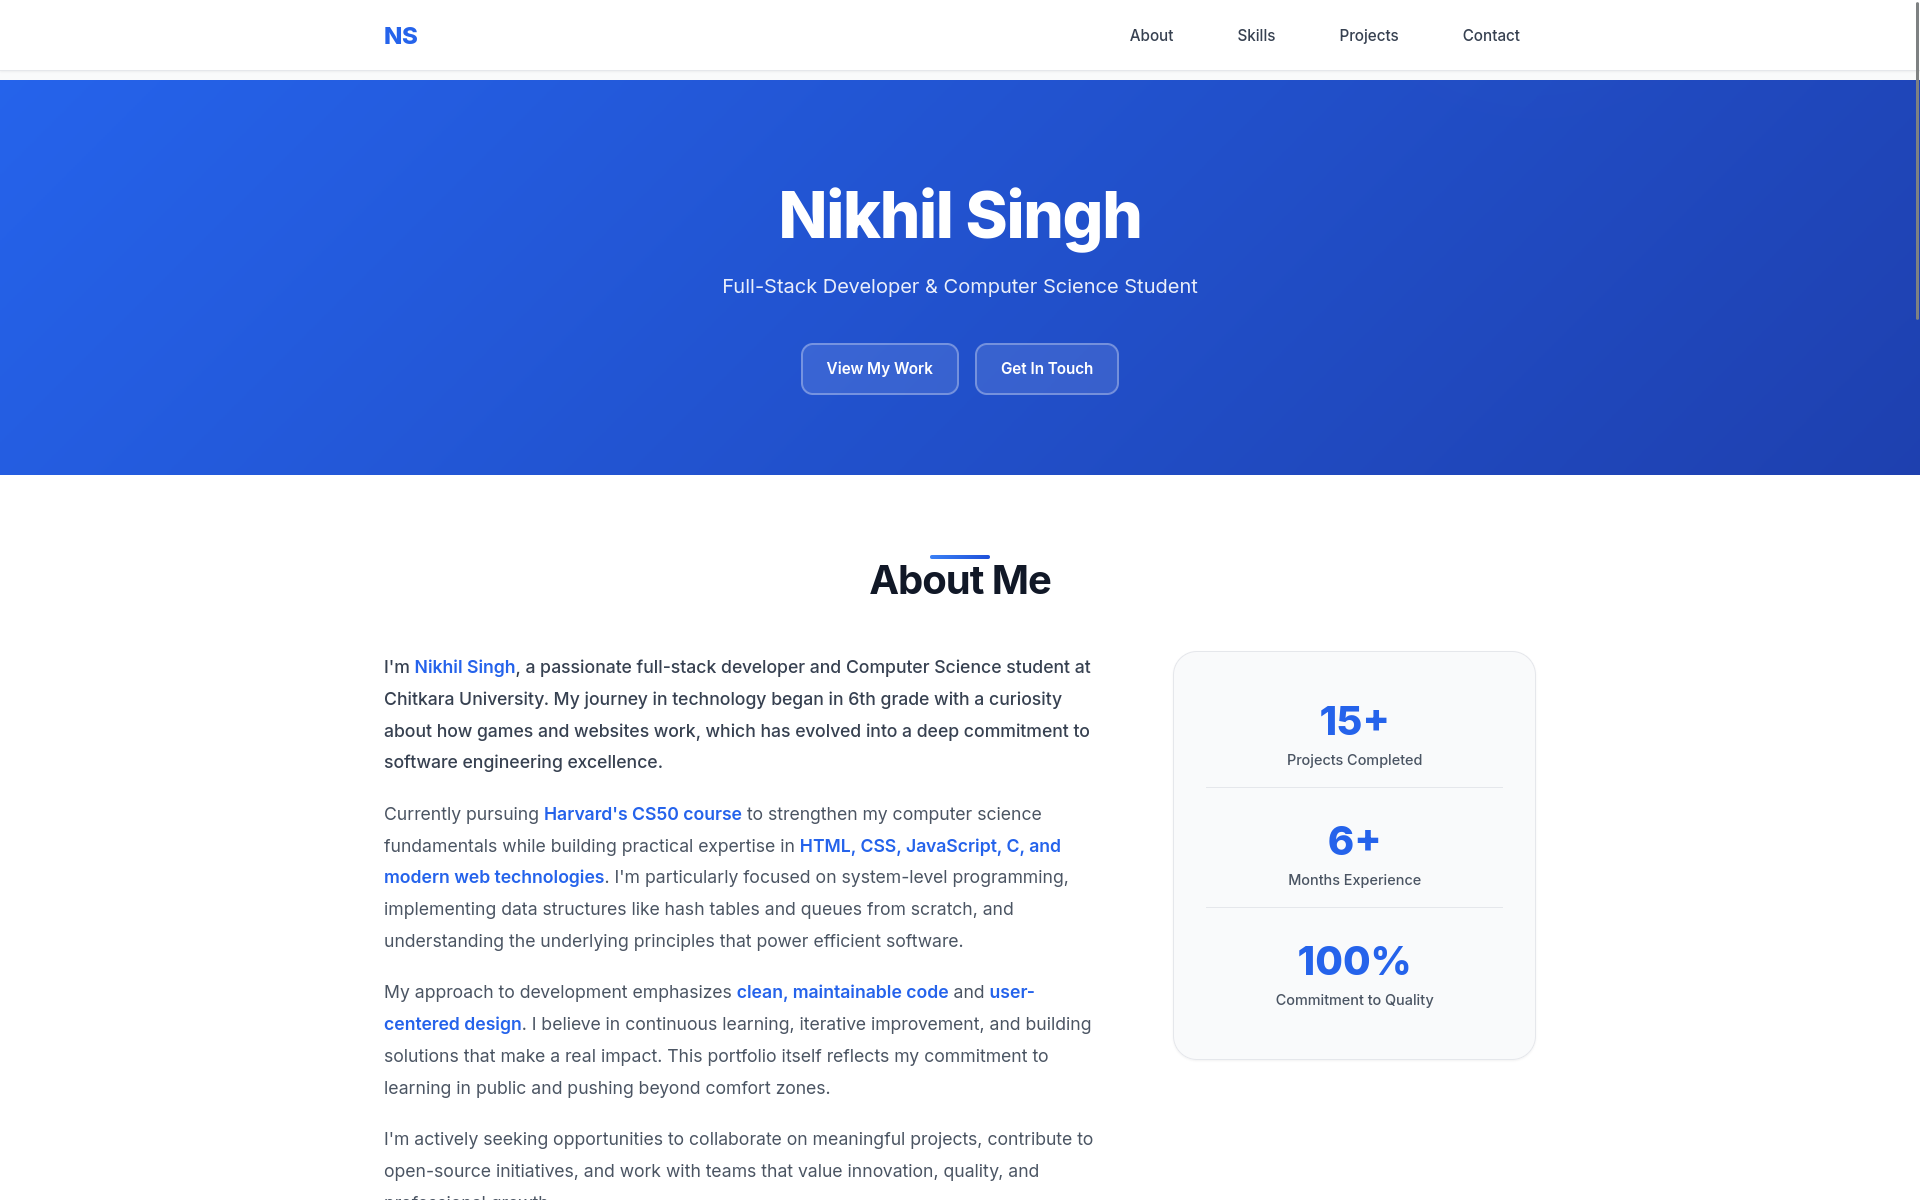 NS
About
Skills
Projects
Contact
Nikhil Singh
Full-Stack Developer & Computer Science Student
View My Work
Get In Touch
About Me
I'm Nikhil Singh, a passionate full-stack developer and Computer Science student at
Chitkara University. My journey in technology began in 6th grade with a curiosity
about how games and websites work, which has evolved into a deep commitment to
software engineering excellence.
Currently pursuing Harvard's CS50 course to strengthen my computer science
fundamentals while building practical expertise in HTML, CSS, JavaScript, C, and
modern web technologies. I'm particularly focused on system-level programming,
implementing data structures like hash tables and queues from scratch, and
understanding the underlying principles that power efficient software.
My approach to development emphasizes clean, maintainable code and user-
centered design. I believe in continuous learning, iterative improvement, and building
solutions that make a real impact. This portfolio itself reflects my commitment to
learning in public and pushing beyond comfort zones.
I'm actively seeking opportunities to collaborate on meaningful projects, contribute to
open-source initiatives, and work with teams that value innovation, quality, and
professional growth.
15+
Projects Completed
6+
Months Experience
100%
Commitment to Quality